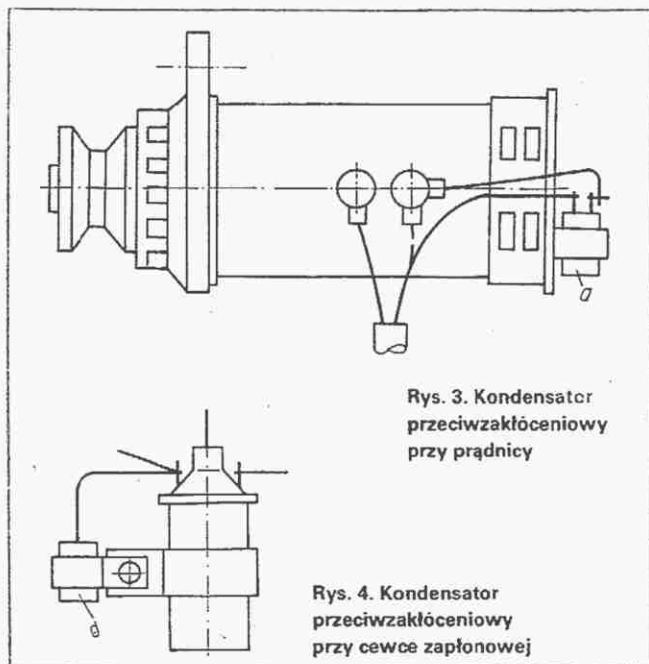 a
Rys. 3. Kondensator
przeciwzakłóceniowy
przy prądnicy
a
Rys. 4. Kondensator
przeciwzakłóceniowy
przy cewce zapłonowej